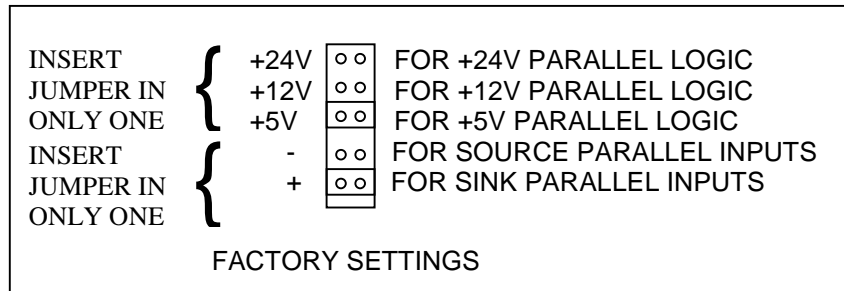 INSERT { +24V FOR +24V PARALLEL LOGIC
JUMPER IN +12V FOR +12V PARALLEL LOGIC
ONLY ONE +5V FOR +5V PARALLEL LOGIC
INSERT { - FOR SOURCE PARALLEL INPUTS
JUMPER IN + FOR SINK PARALLEL INPUTS
ONLY ONE
FACTORY SETTINGS